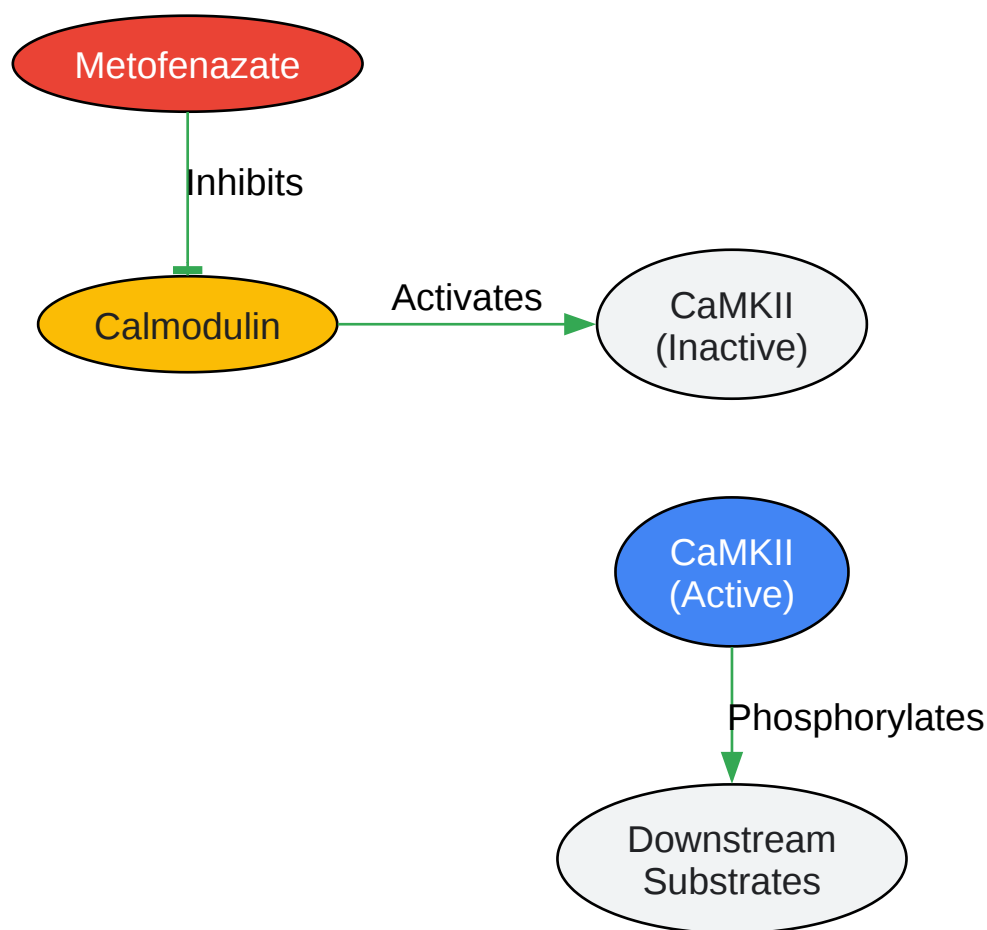 Metofenazate
Inhibits
Calmodulin
Activates
CaMKII
(Inactive)
CaMKII
(Active)
Phosphorylates
Downstream
Substrates